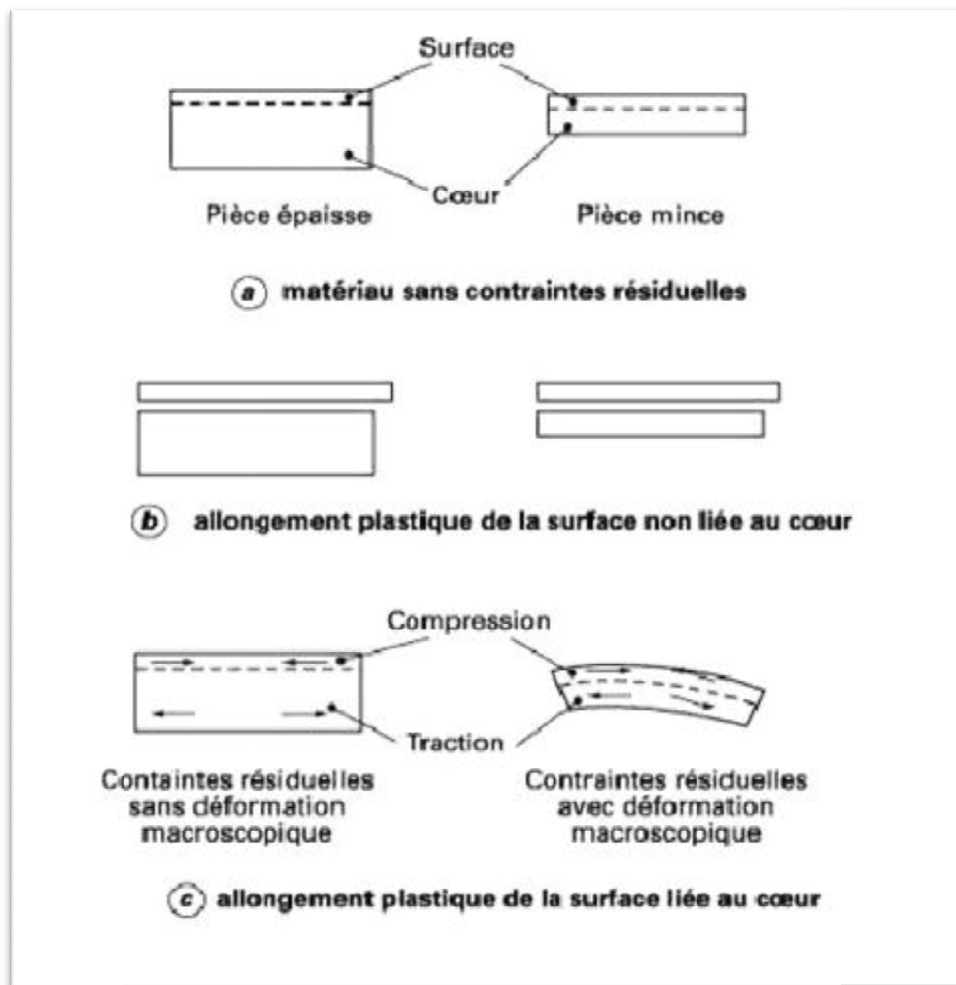 Surface
Cœur
Pièce épaisse
Pièce mince
a matériau sans contraintes résiduelles
b allongement plastique de la surface non liée au cœur
Compression
Traction
Containtes résiduelles
sans déformation
macroscopique
Contraintes résiduelles
avec déformation
macroscopique
c allongement plastique de la surface liée au cœur